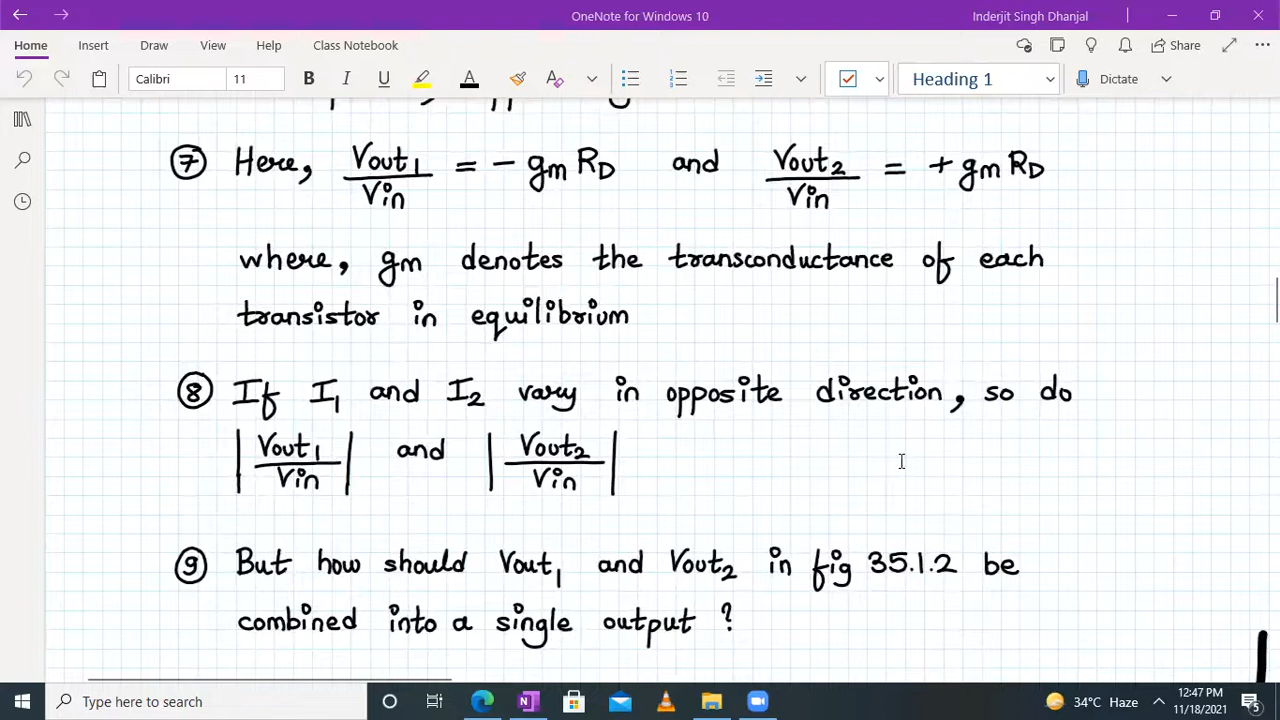 OneNote for Windows 10
Inderjit Singh Dhanjal
Home Insert Draw View Help Class Notebook Share
Calibri 11 B I U A Heading 1 Dictate
⑦ Here, Vout₁/Vin = - gm RD and Vout₂/Vin = + gm RD
where, gm denotes the transconductance of each
transistor in equilibrium
⑧ If I₁ and I₂ vary in opposite direction, so do
|Vout₁/Vin| and |Vout₂/Vin|
⑨ But how should Vout₁ and Vout₂ in fig 35.1.2 be
combined into a single output ?
Type here to search
34°C Haze
12:47 PM
11/18/2021
5